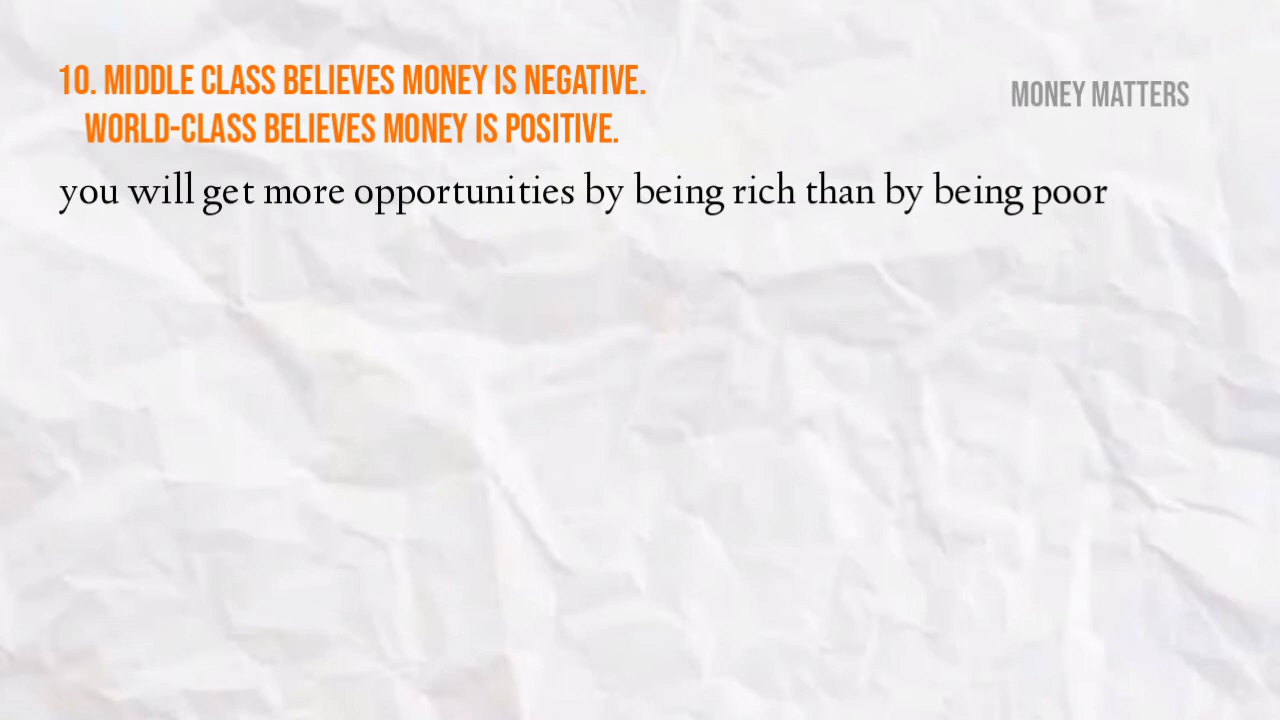 10. MIDDLE CLASS BELIEVES MONEY IS NEGATIVE.
WORLD-CLASS BELIEVES MONEY IS POSITIVE.
MONEY MATTERS
you will get more opportunities by being rich than by being poor